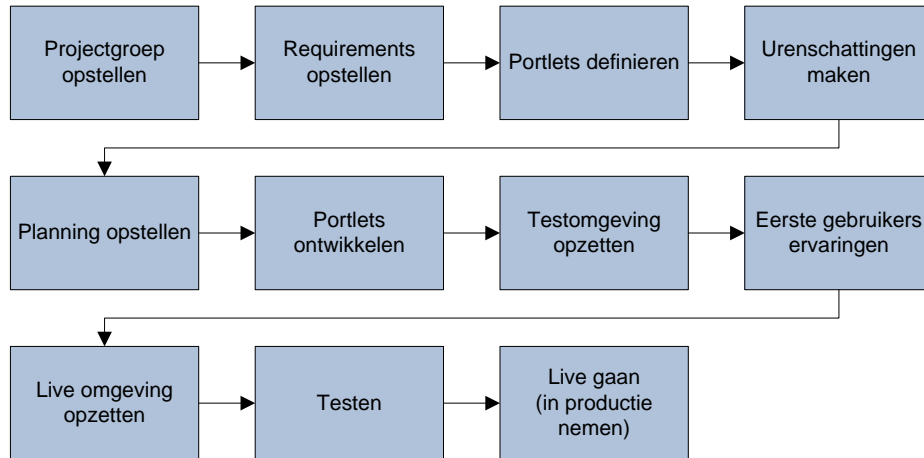 Projectgroep
opstellen
Requirements
opstellen
Portlets definieren
Urenschattingen
maken
Planning opstellen
Portlets
ontwikkelen
Testomgeving
opzetten
Eerste gebruikers
ervaringen
Live omgeving
opzetten
Testen
Live gaan
(in productie
nemen)